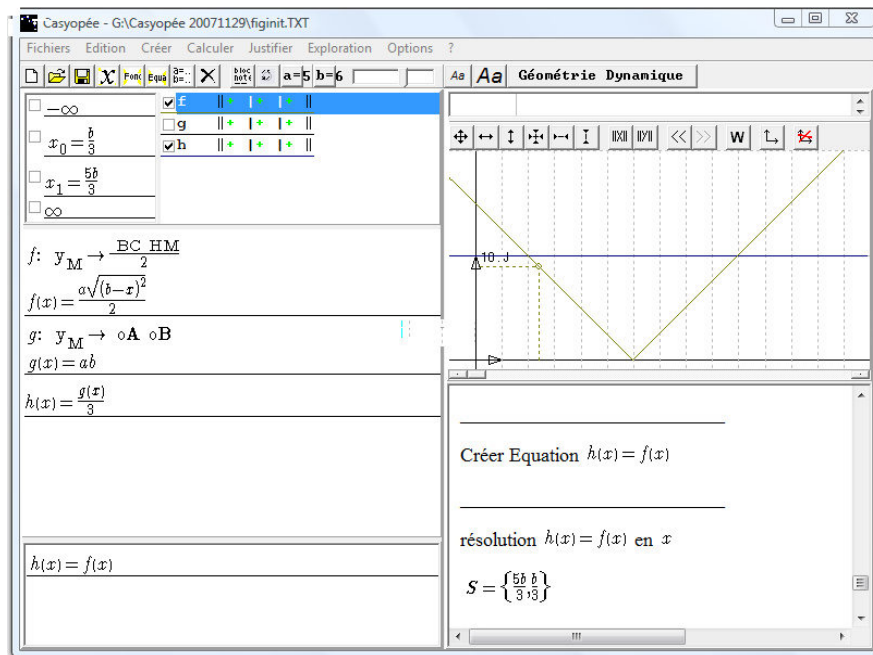 Casyopée - G:\Casyopée 20071129\figinit.TXT
Fichiers Edition Créer Calculer Justifier Exploration Options ?
X Fonc Equa a=.. b=.. X bloc note a=5 b=6 Aa Aa Géométrie Dynamique
−∞
x₀ = b/3
x₁ = 5b/3
∞
f || + | + | + ||
g || + | + | + ||
h || + | + | + ||
W
f: y_M → BC HM / 2
f(x) = a√((b−x)²) / 2
g: y_M → oA oB
g(x) = ab
h(x) = g(x)/3
10. J
Créer Equation h(x) = f(x)
résolution h(x) = f(x) en x
S = {5b/3, b/3}
h(x) = f(x)